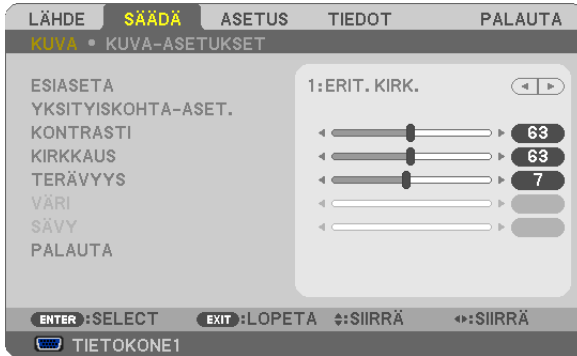 LÄHDE SÄÄDÄ ASETUS TIEDOT PALAUTA
KUVA • KUVA-ASETUKSET
ESIASETA 1:ERIT. KIRK.
YKSITYISKOHTA-ASET.
KONTRASTI 63
KIRKKAUS 63
TERÄVYYS 7
VÄRI
SÄVY
PALAUTA
ENTER :SELECT EXIT :LOPETA :SIIRRÄ :SIIRRÄ
TIETOKONE1